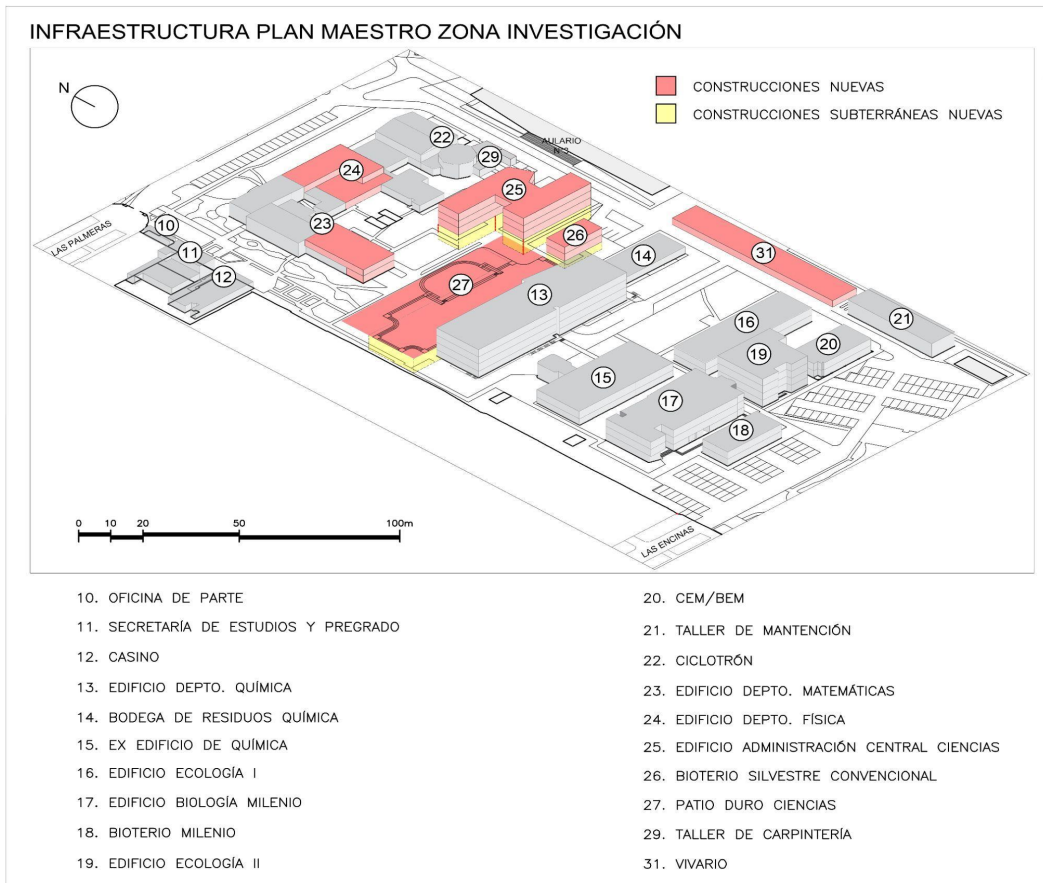 INFRAESTRUCTURA PLAN MAESTRO ZONA INVESTIGACIÓN
N
CONSTRUCCIONES NUEVAS
CONSTRUCCIONES SUBTERRÁNEAS NUEVAS
AULARIO
N°3
22
29
24
25
23
26
10
LAS PALMERAS
11
12
14
31
27
13
21
16
19
20
15
17
18
LAS ENCINAS
0 10 20 50 100m
10. OFICINA DE PARTE
11. SECRETARÍA DE ESTUDIOS Y PREGRADO
12. CASINO
13. EDIFICIO DEPTO. QUÍMICA
14. BODEGA DE RESIDUOS QUÍMICA
15. EX EDIFICIO DE QUÍMICA
16. EDIFICIO ECOLOGÍA I
17. EDIFICIO BIOLOGÍA MILENIO
18. BIOTERIO MILENIO
19. EDIFICIO ECOLOGÍA II
20. CEM/BEM
21. TALLER DE MANTENCIÓN
22. CICLOTRÓN
23. EDIFICIO DEPTO. MATEMÁTICAS
24. EDIFICIO DEPTO. FÍSICA
25. EDIFICIO ADMINISTRACIÓN CENTRAL CIENCIAS
26. BIOTERIO SILVESTRE CONVENCIONAL
27. PATIO DURO CIENCIAS
29. TALLER DE CARPINTERÍA
31. VIVARIO